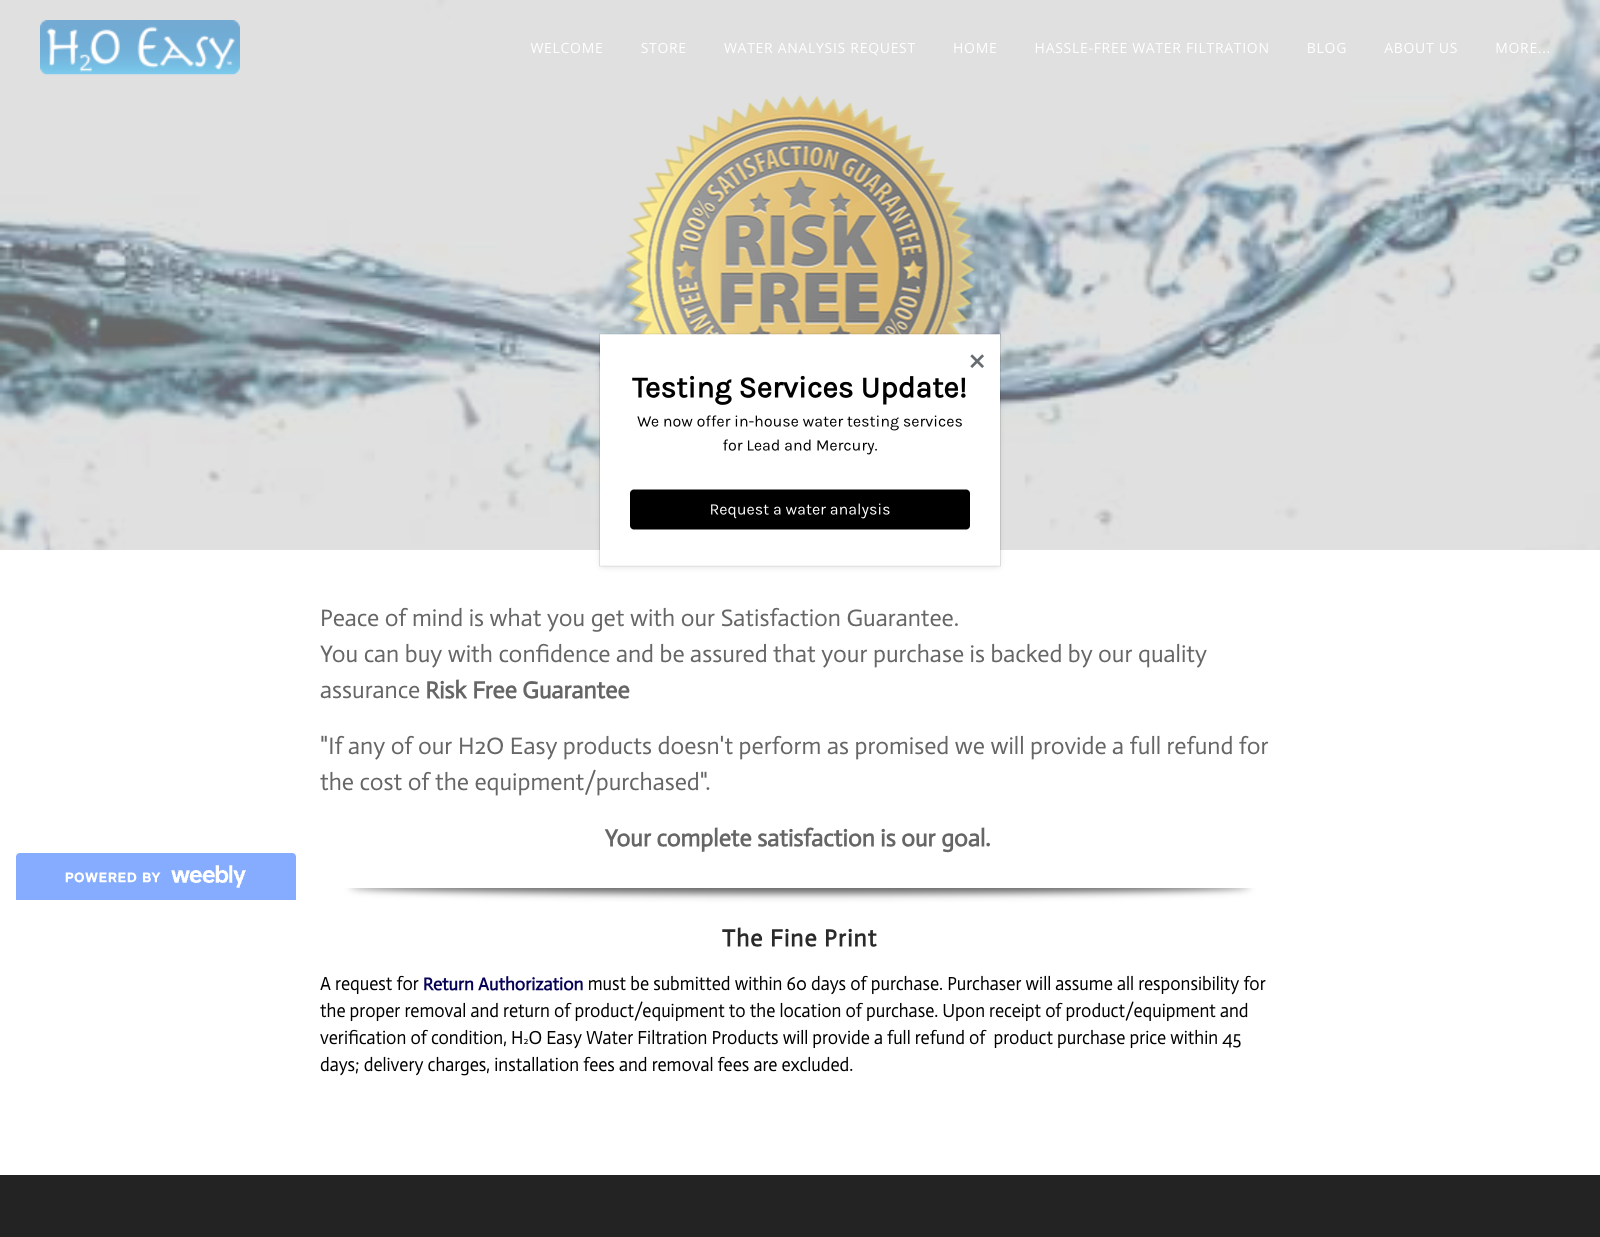 H2O Easy
WELCOME STORE WATER ANALYSIS REQUEST HOME HASSLE-FREE WATER FILTRATION BLOG ABOUT US MORE...
100% SATISFACTION GUARANTEE 100%
RISK
FREE
Testing Services Update!
We now offer in-house water testing services
for Lead and Mercury.
Request a water analysis
Peace of mind is what you get with our Satisfaction Guarantee.
You can buy with confidence and be assured that your purchase is backed by our quality
assurance Risk Free Guarantee
"If any of our H2O Easy products doesn't perform as promised we will provide a full refund for
the cost of the equipment/purchased".
Your complete satisfaction is our goal.
POWERED BY weebly
The Fine Print
A request for Return Authorization must be submitted within 60 days of purchase. Purchaser will assume all responsibility for
the proper removal and return of product/equipment to the location of purchase. Upon receipt of product/equipment and
verification of condition, H₂O Easy Water Filtration Products will provide a full refund of  product purchase price within 45
days; delivery charges, installation fees and removal fees are excluded.